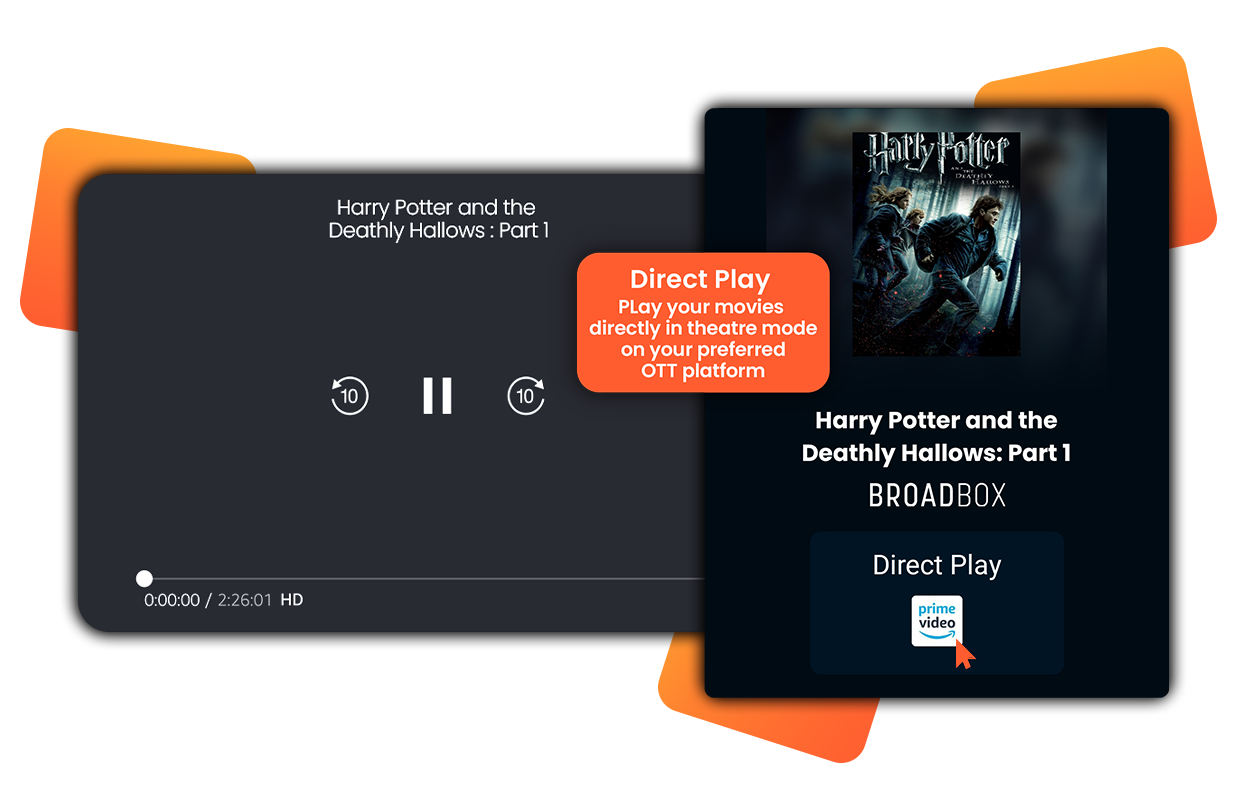 Harry Potter and the
Deathly Hallows : Part 1
10
10
0:00:00 / 2:26:01 HD
Direct Play
PLay your movies
directly in theatre mode
on your preferred
OTT platform
Harry Potter
AND THE
DEATHLY
HALLOWS
PART 1
Harry Potter and the
Deathly Hallows: Part 1
BROADBOX
Direct Play
prime
video